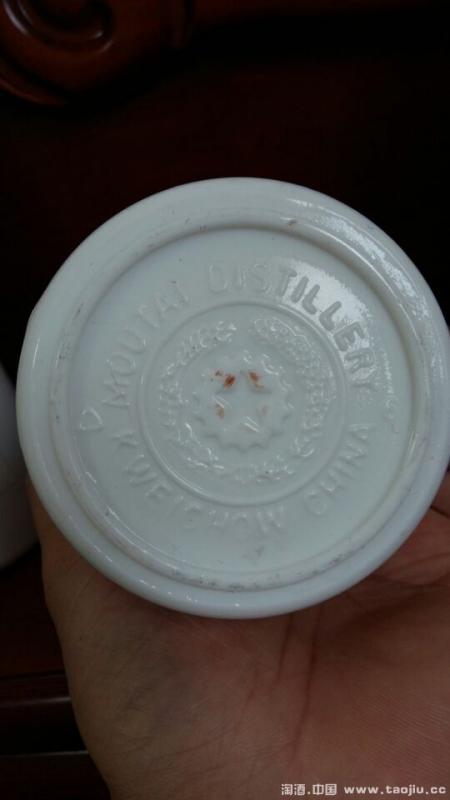 MOUTAI DISTILLERY
KWEICHOW CHINA
淘酒.中国 www.taojiu.cc